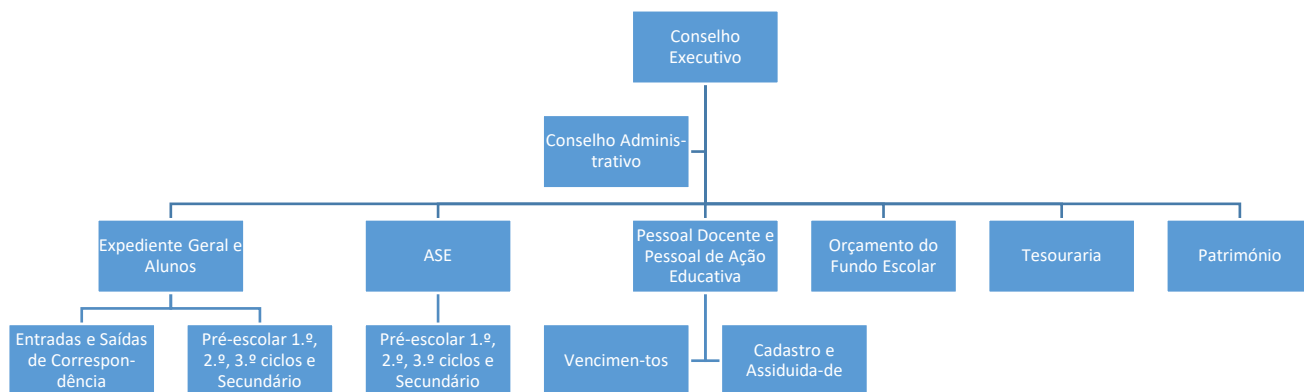 Conselho
Executivo
Conselho Adminis-
trativo
Expediente Geral e
Alunos
ASE
Pessoal Docente e
Pessoal de Ação
Educativa
Orçamento do
Fundo Escolar
Tesouraria
Património
Entradas e Saídas
de Correspon-
dência
Pré-escolar 1.º,
2.º, 3.º ciclos e
Secundário
Pré-escolar 1.º,
2.º, 3.º ciclos e
Secundário
Vencimen-tos
Cadastro e
Assiduida-de